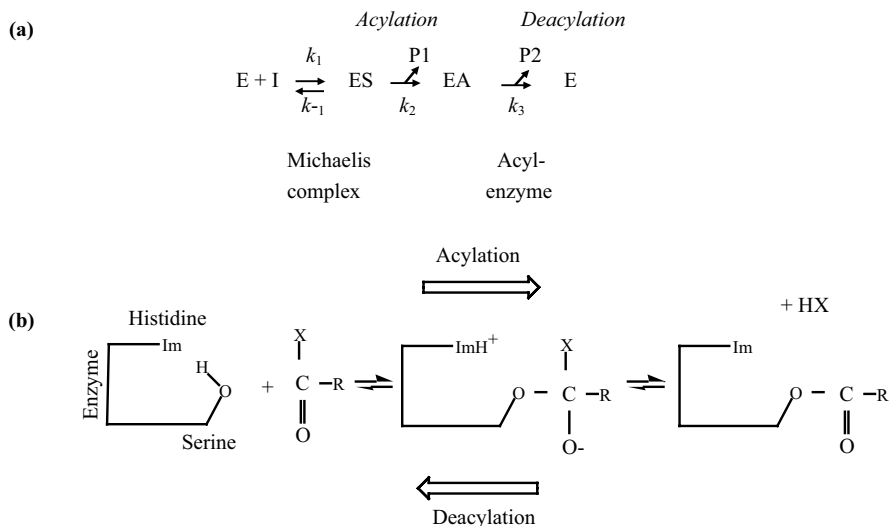 Acylation Deacylation
(a)
k1 P1 P2
E + I ES EA E
k-1 k2 k3
Michaelis Acyl-
complex enzyme
Acylation
+ HX
(b)
Histidine
Im H O Enzyme Serine
+
X
C –R
O
ImH+ X
O – C –R
O-
Im
O – C –R
O
Deacylation